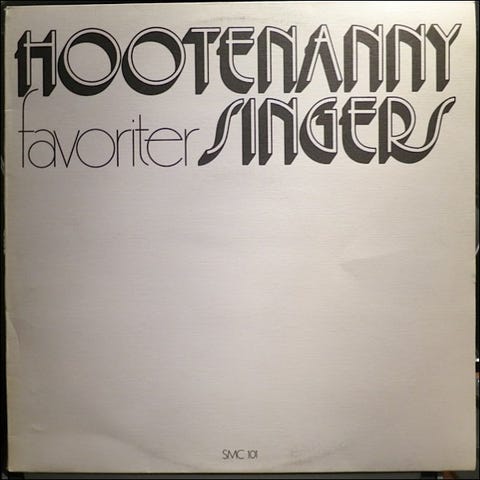 HOOTENANNY
favoriter SINGERS
SMC 101